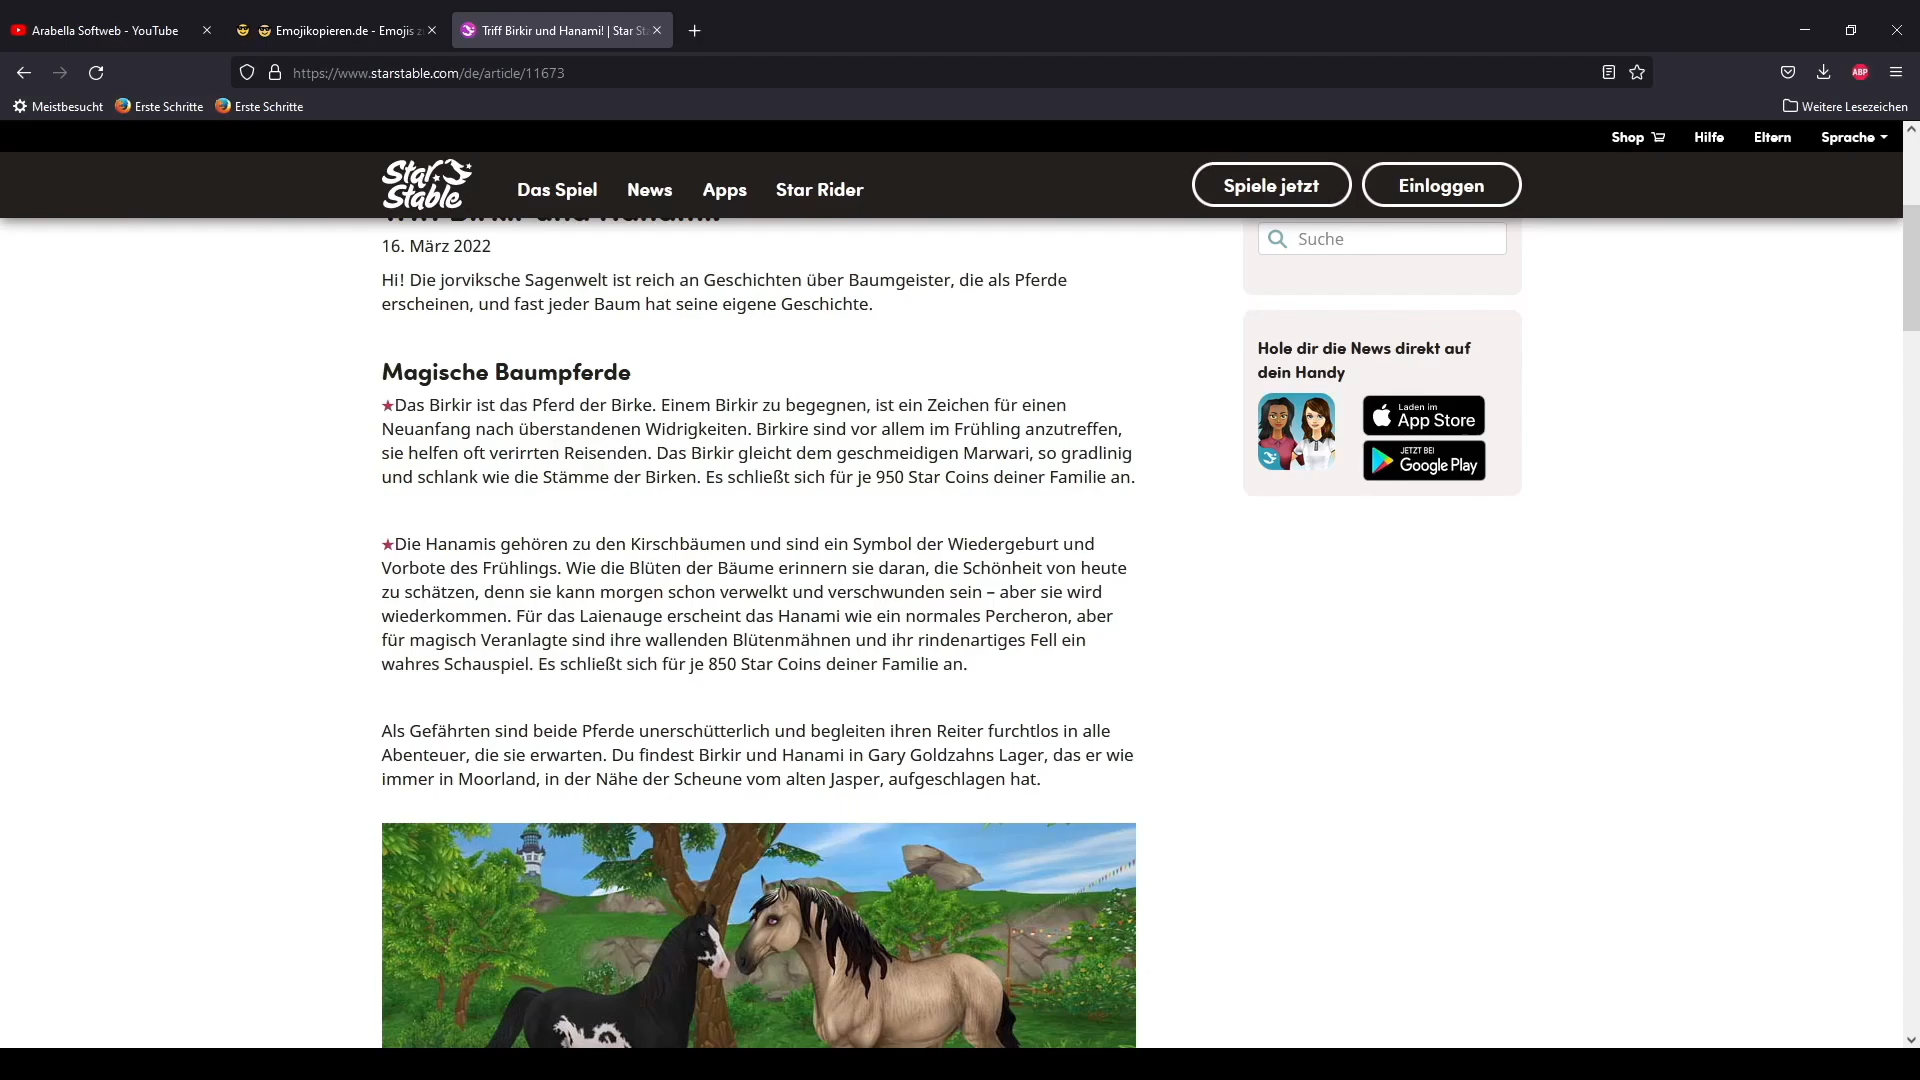 Arabella Softweb - YouTube
Emojikopieren.de - Emojis
Triff Birkir und Hanami! | Star
https://www.starstable.com/de/article/11673
ABP
Meistbesucht
Erste Schritte
Erste Schritte
Weitere Lesezeichen
Shop
Hilfe
Eltern
Sprache
Star Stable
Das Spiel
News
Apps
Star Rider
Spiele jetzt
Einloggen
Suche
16. März 2022
Hi! Die jorviksche Sagenwelt ist reich an Geschichten über Baumgeister, die als Pferde
erscheinen, und fast jeder Baum hat seine eigene Geschichte.
Magische Baumpferde
★Das Birkir ist das Pferd der Birke. Einem Birkir zu begegnen, ist ein Zeichen für einen
Neuanfang nach überstandenen Widrigkeiten. Birkire sind vor allem im Frühling anzutreffen,
sie helfen oft verirrten Reisenden. Das Birkir gleicht dem geschmeidigen Marwari, so gradlinig
und schlank wie die Stämme der Birken. Es schließt sich für je 950 Star Coins deiner Familie an.
★Die Hanamis gehören zu den Kirschbäumen und sind ein Symbol der Wiedergeburt und
Vorbote des Frühlings. Wie die Blüten der Bäume erinnern sie daran, die Schönheit von heute
zu schätzen, denn sie kann morgen schon verwelkt und verschwunden sein – aber sie wird
wiederkommen. Für das Laienauge erscheint das Hanami wie ein normales Percheron, aber
für magisch Veranlagte sind ihre wallenden Blütenmähnen und ihr rindenartiges Fell ein
wahres Schauspiel. Es schließt sich für je 850 Star Coins deiner Familie an.
Als Gefährten sind beide Pferde unerschütterlich und begleiten ihren Reiter furchtlos in alle
Abenteuer, die sie erwarten. Du findest Birkir und Hanami in Gary Goldzahns Lager, das er wie
immer in Moorland, in der Nähe der Scheune vom alten Jasper, aufgeschlagen hat.
Hole dir die News direkt auf
dein Handy
Laden im
App Store
JETZT BEI
Google Play